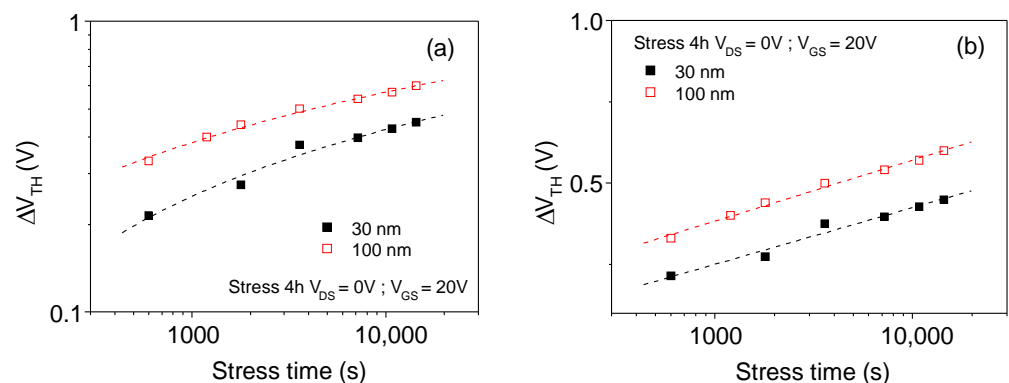 1
(a)
ΔV_TH (V)
30 nm
100 nm
Stress 4h V_DS = 0V ; V_GS = 20V
0.1
1000
10,000
Stress time (s)
1.0
Stress 4h V_DS = 0V ; V_GS = 20V
(b)
30 nm
100 nm
ΔV_TH (V)
0.5
1000
10,000
Stress time (s)